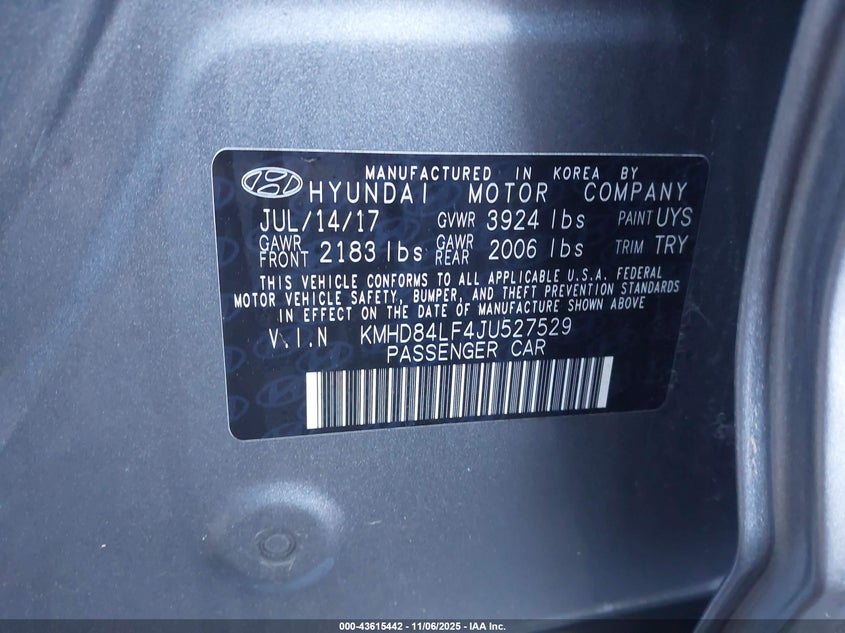 MANUFACTURED IN KOREA BY
HYUNDAI MOTOR COMPANY
JUL/14/17 GVWR 3924 lbs PAINT UYS
GAWR FRONT 2183 lbs GAWR REAR 2006 lbs TRIM TRY
THIS VEHICLE CONFORMS TO ALL APPLICABLE U.S.A. FEDERAL
MOTOR VEHICLE SAFETY, BUMPER, AND THEFT PREVENTION STANDARDS
IN EFFECT ON THE DATE OF MANUFACTURE SHOWN ABOVE
V.I.N KMHD84LF4JU527529
PASSENGER CAR
000-43615442 - 11/06/2025 - IAA Inc.